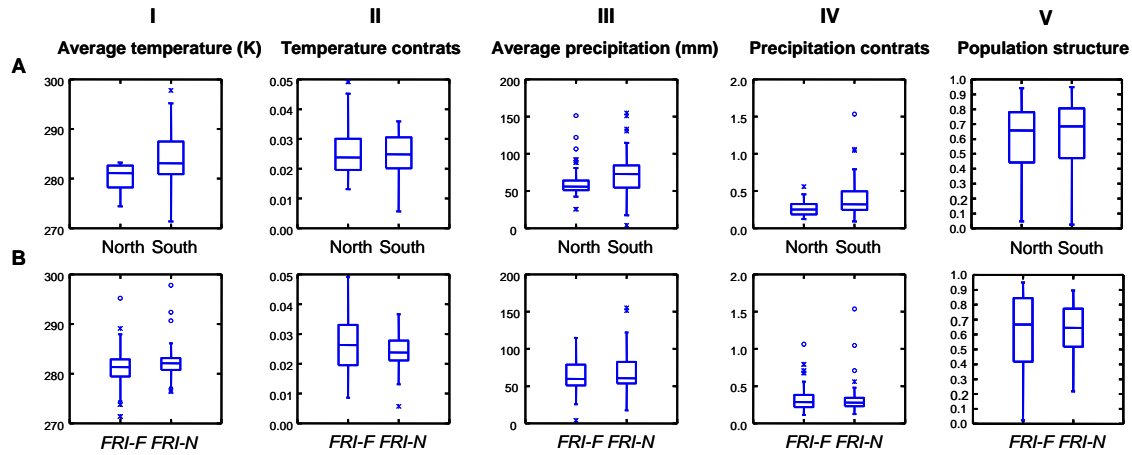 I II III IV V
Average temperature (K) Temperature contrats Average precipitation (mm) Precipitation contrats Population structure
A
300 290 280 270
0.05 0.04 0.03 0.02 0.01 0.00
200 150 100 50 0
2.0 1.5 1.0 0.5 0.0
1.0 0.9 0.8 0.7 0.6 0.5 0.4 0.3 0.2 0.1 0.0
North South North South North South North South North South
B
300 290 280 270
0.05 0.04 0.03 0.02 0.01 0.00
200 150 100 50 0
2.0 1.5 1.0 0.5 0.0
1.0 0.9 0.8 0.7 0.6 0.5 0.4 0.3 0.2 0.1 0.0
FRI-F FRI-N FRI-F FRI-N FRI-F FRI-N FRI-F FRI-N FRI-F FRI-N